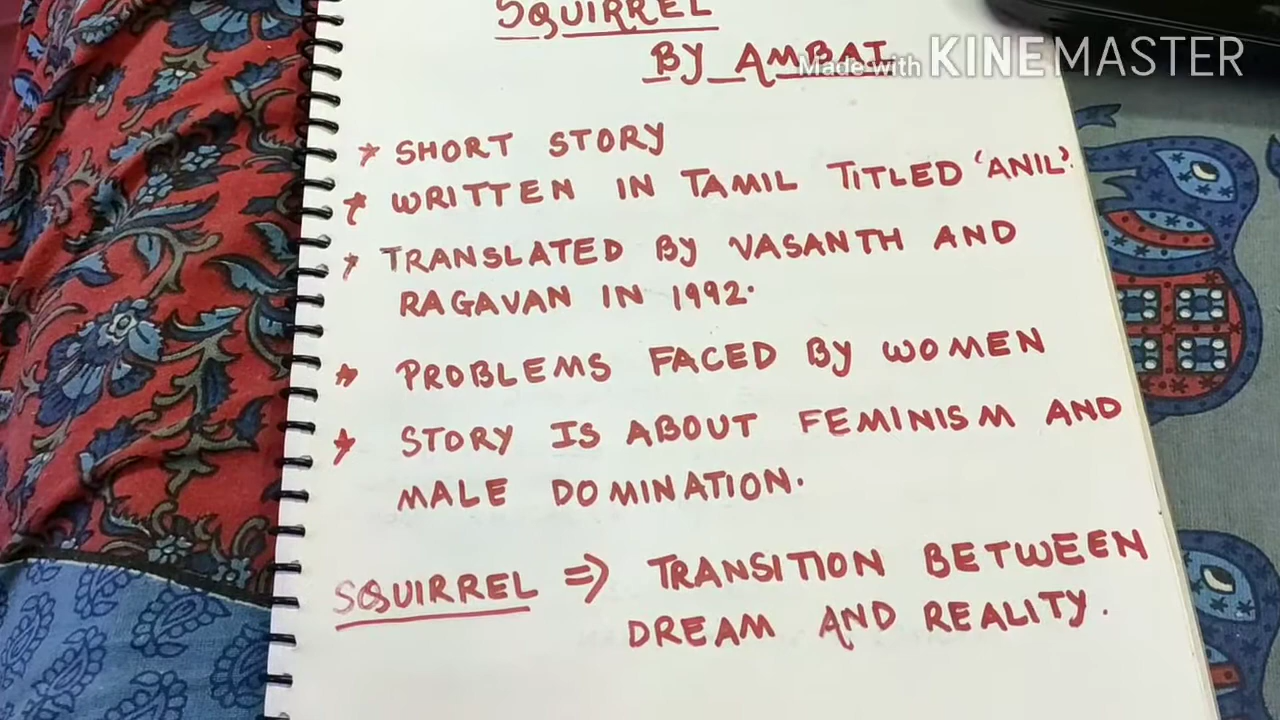 SQUIRREL
BY AMBAI
Made with KINEMASTER
* SHORT STORY
* WRITTEN IN TAMIL TITLED 'ANIL'.
* TRANSLATED BY VASANTH AND
RAGAVAN IN 1992.
* PROBLEMS FACED BY WOMEN
* STORY IS ABOUT FEMINISM AND
MALE DOMINATION.
SQUIRREL ⇒ TRANSITION BETWEEN
DREAM AND REALITY.